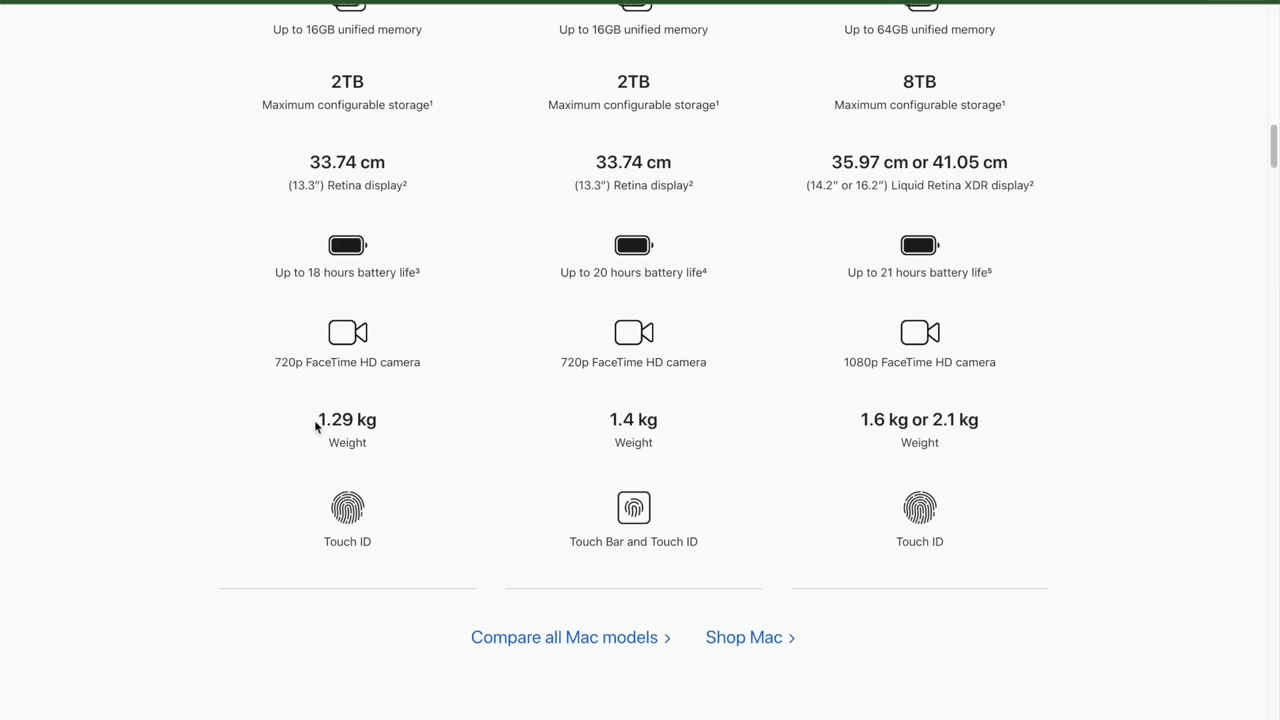 Up to 16GB unified memory
Up to 16GB unified memory
Up to 64GB unified memory
2TB
2TB
8TB
Maximum configurable storage¹
Maximum configurable storage¹
Maximum configurable storage¹
33.74 cm
33.74 cm
35.97 cm or 41.05 cm
(13.3″) Retina display²
(13.3″) Retina display²
(14.2″ or 16.2″) Liquid Retina XDR display²
Up to 18 hours battery life³
Up to 20 hours battery life⁴
Up to 21 hours battery life⁵
720p FaceTime HD camera
720p FaceTime HD camera
1080p FaceTime HD camera
1.29 kg
1.4 kg
1.6 kg or 2.1 kg
Weight
Weight
Weight
Touch ID
Touch Bar and Touch ID
Touch ID
Compare all Mac models >
Shop Mac >